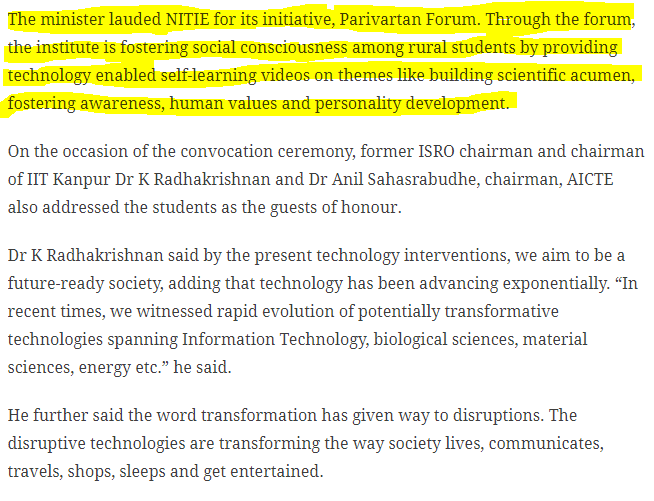 The minister lauded NITIE for its initiative, Parivartan Forum. Through the forum,
the institute is fostering social consciousness among rural students by providing
technology enabled self-learning videos on themes like building scientific acumen,
fostering awareness, human values and personality development.
On the occasion of the convocation ceremony, former ISRO chairman and chairman
of IIT Kanpur Dr K Radhakrishnan and Dr Anil Sahasrabudhe, chairman, AICTE
also addressed the students as the guests of honour.
Dr K Radhakrishnan said by the present technology interventions, we aim to be a
future-ready society, adding that technology has been advancing exponentially. “In
recent times, we witnessed rapid evolution of potentially transformative
technologies spanning Information Technology, biological sciences, material
sciences, energy etc.” he said.
He further said the word transformation has given way to disruptions. The
disruptive technologies are transforming the way society lives, communicates,
travels, shops, sleeps and get entertained.